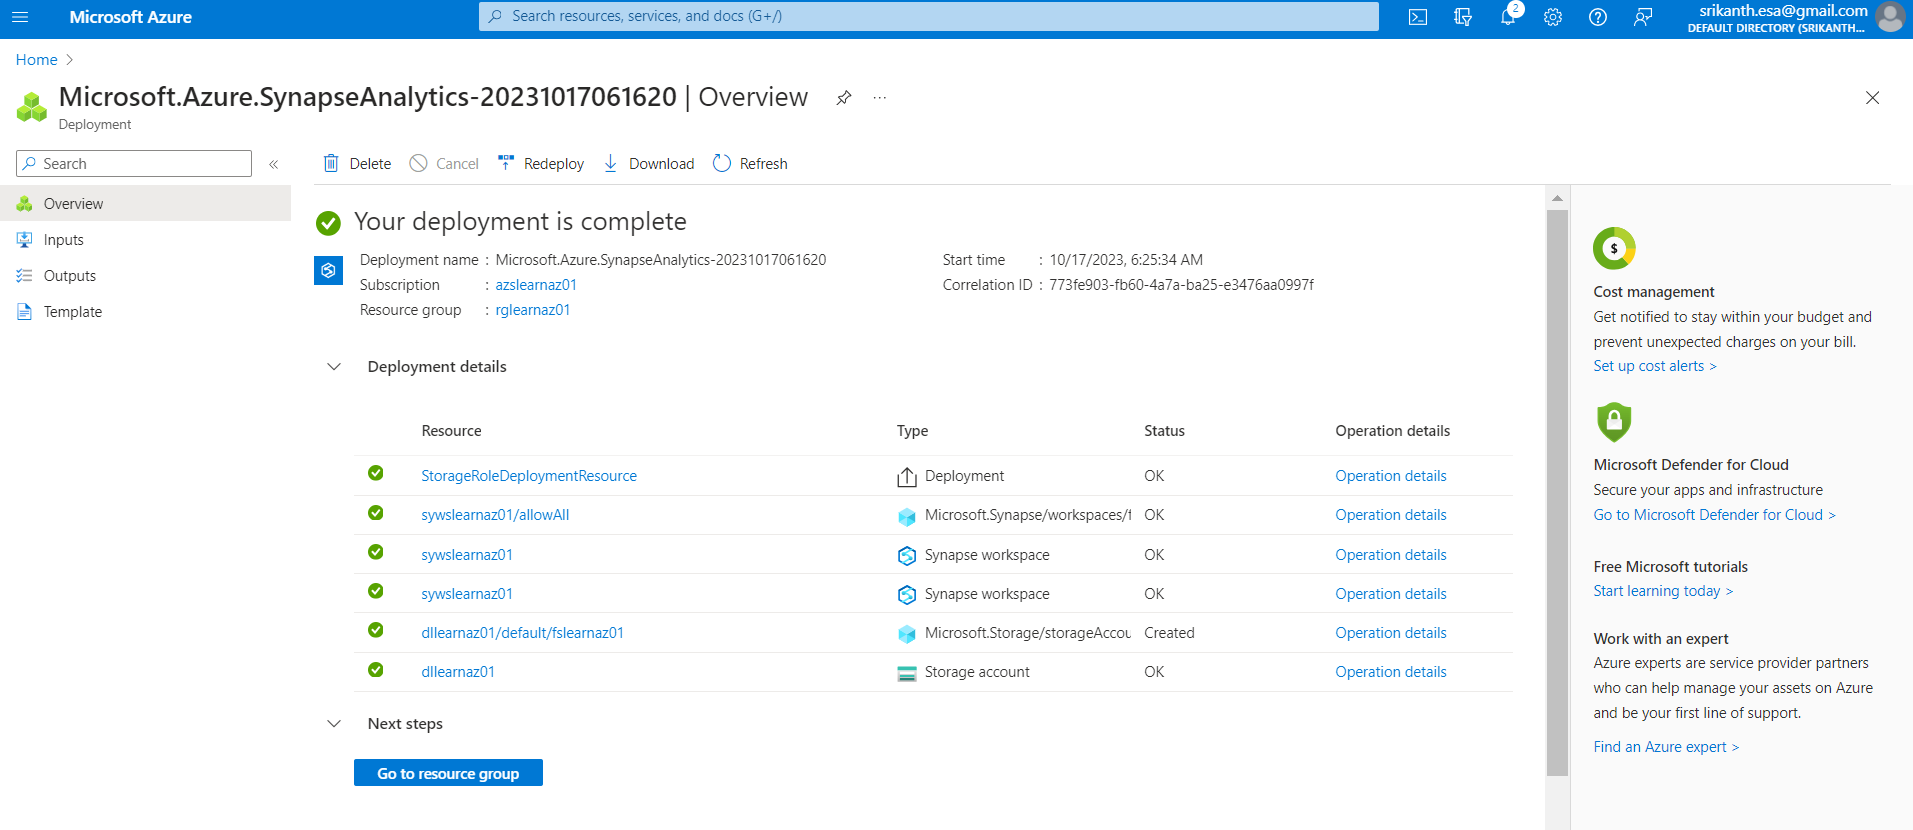 Microsoft Azure
Search resources, services, and docs (G+/)
2
srikanth.esa@gmail.com
DEFAULT DIRECTORY (SRIKANTH...
Home
Microsoft.Azure.SynapseAnalytics-20231017061620 | Overview
Deployment
Search
Delete Cancel Redeploy Download Refresh
Overview
Inputs
Outputs
Template
Your deployment is complete
Deployment name : Microsoft.Azure.SynapseAnalytics-20231017061620
Subscription : azslearnaz01
Resource group : rglearnaz01
Start time : 10/17/2023, 6:25:34 AM
Correlation ID : 773fe903-fb60-4a7a-ba25-e3476aa0997f
Deployment details
Resource Type Status Operation details
StorageRoleDeploymentResource Deployment OK Operation details
sywslearnaz01/allowAll Microsoft.Synapse/workspaces/f OK Operation details
sywslearnaz01 Synapse workspace OK Operation details
sywslearnaz01 Synapse workspace OK Operation details
dllearnaz01/default/fslearnaz01 Microsoft.Storage/storageAccou Created Operation details
dllearnaz01 Storage account OK Operation details
Next steps
Go to resource group
$
Cost management
Get notified to stay within your budget and
prevent unexpected charges on your bill.
Set up cost alerts >
Microsoft Defender for Cloud
Secure your apps and infrastructure
Go to Microsoft Defender for Cloud >
Free Microsoft tutorials
Start learning today >
Work with an expert
Azure experts are service provider partners
who can help manage your assets on Azure
and be your first line of support.
Find an Azure expert >